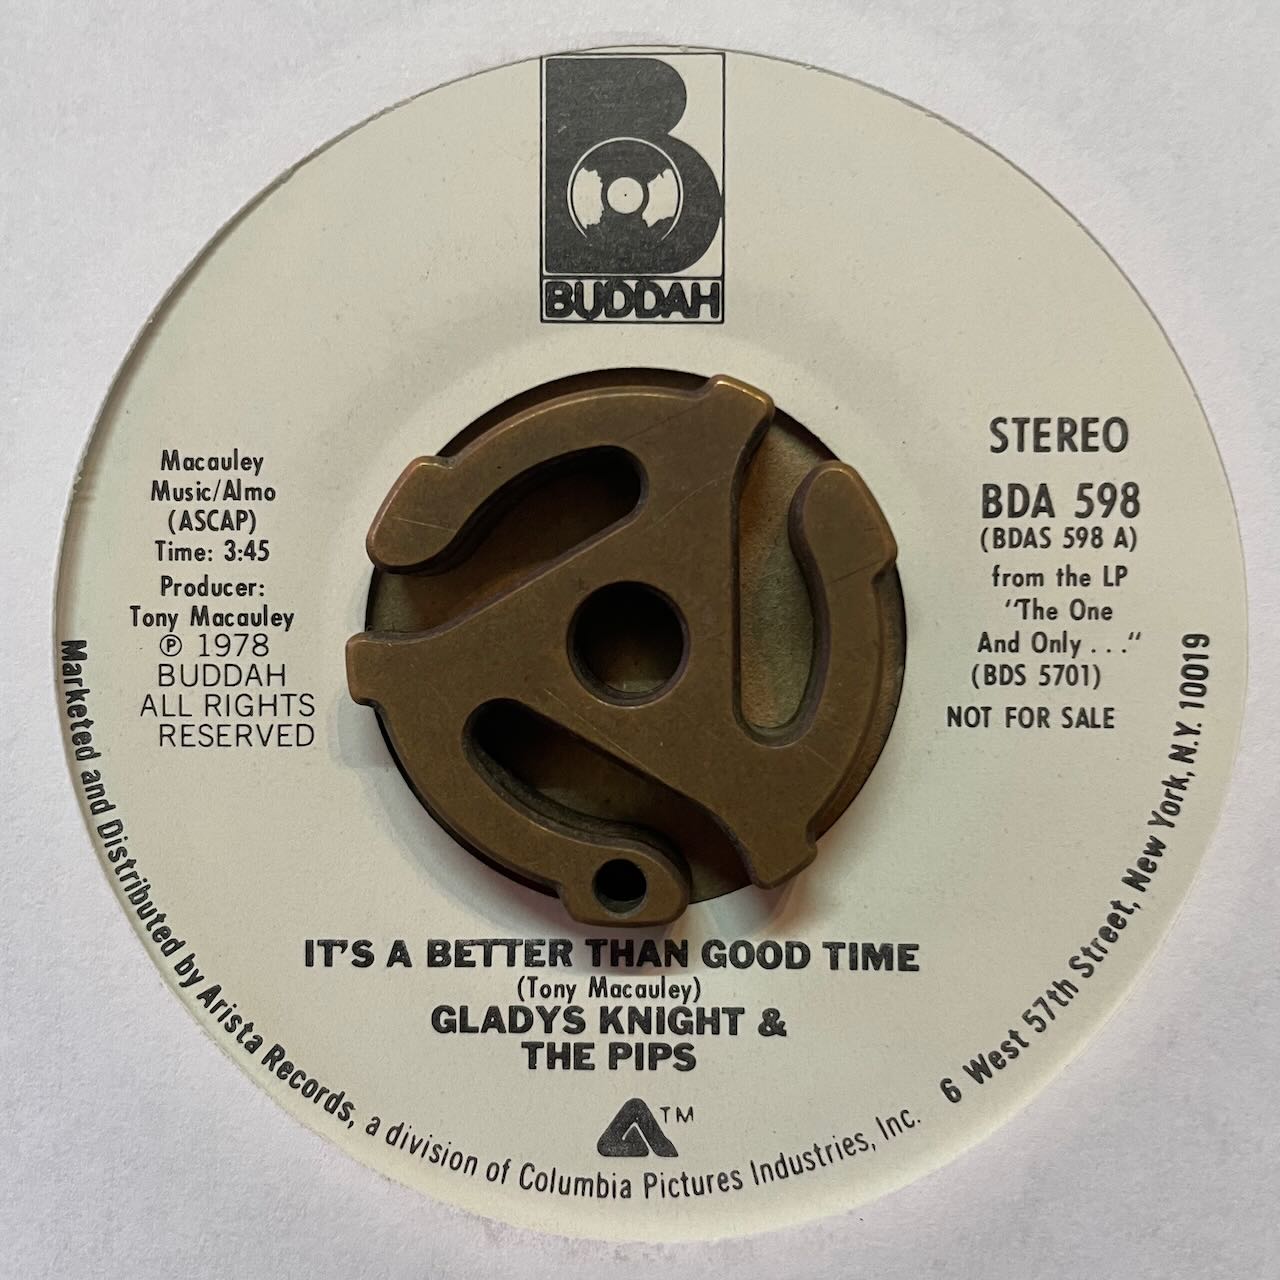 BUDDAH
Macauley
Music/Almo
(ASCAP)
Time: 3:45
Producer:
Tony Macauley
℗ 1978
BUDDAH
ALL RIGHTS
RESERVED
STEREO
BDA 598
(BDAS 598 A)
from the LP
"The One
And Only . . ."
(BDS 5701)
NOT FOR SALE
IT'S A BETTER THAN GOOD TIME
(Tony Macauley)
GLADYS KNIGHT &
THE PIPS
TM
Marketed and Distributed by Arista Records, a division of Columbia Pictures Industries, Inc. 6 West 57th Street, New York, N.Y. 10019